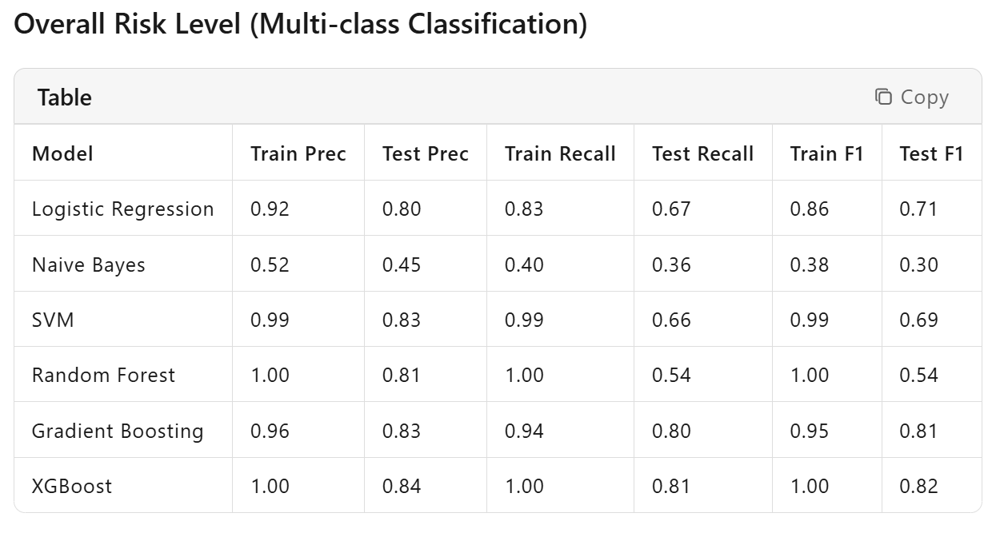 Overall Risk Level (Multi-class Classification)
Table Copy
Model Train Prec Test Prec Train Recall Test Recall Train F1 Test F1
Logistic Regression 0.92 0.80 0.83 0.67 0.86 0.71
Naive Bayes 0.52 0.45 0.40 0.36 0.38 0.30
SVM 0.99 0.83 0.99 0.66 0.99 0.69
Random Forest 1.00 0.81 1.00 0.54 1.00 0.54
Gradient Boosting 0.96 0.83 0.94 0.80 0.95 0.81
XGBoost 1.00 0.84 1.00 0.81 1.00 0.82